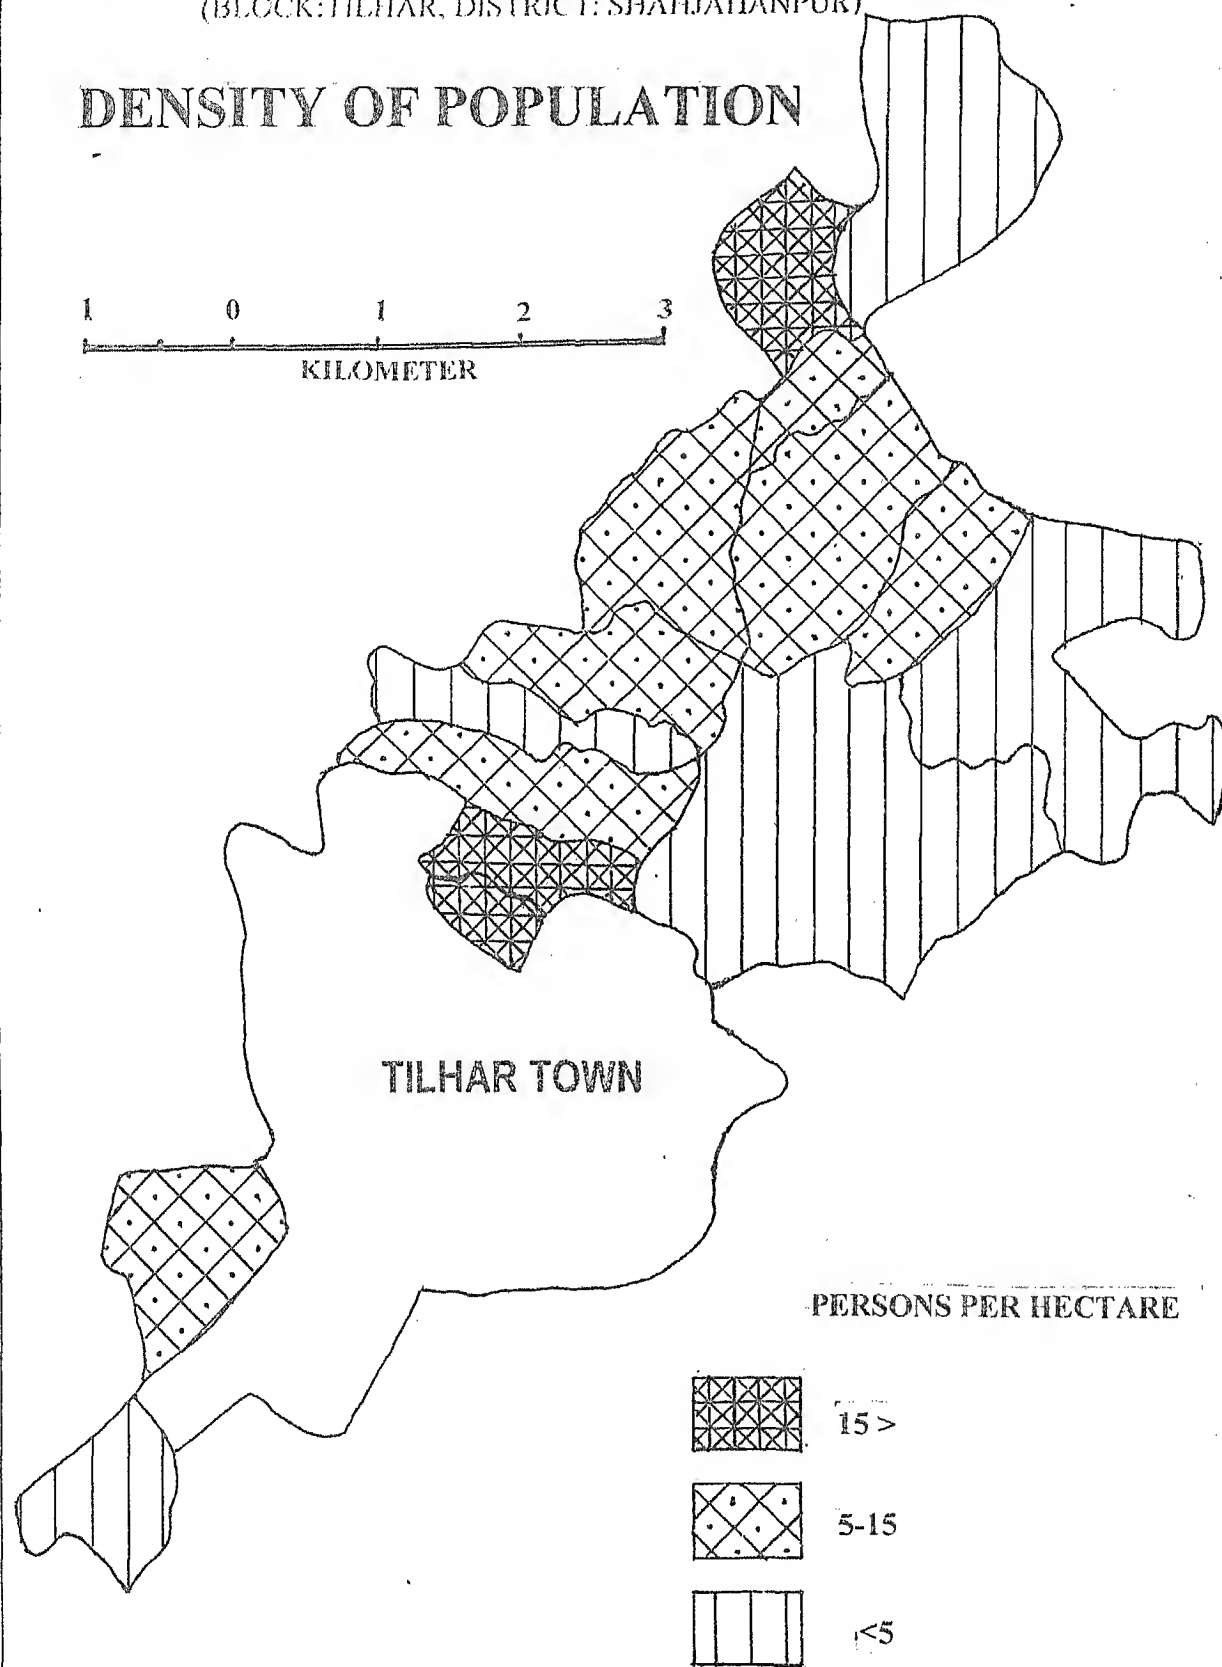 (BLOCK: TILHAR, DISTRICT: SHAHJAHANPUR)
DENSITY OF POPULATION
1 0 1 2 3
KILOMETER
TILHAR TOWN
PERSONS PER HECTARE
15 >
5-15
<5